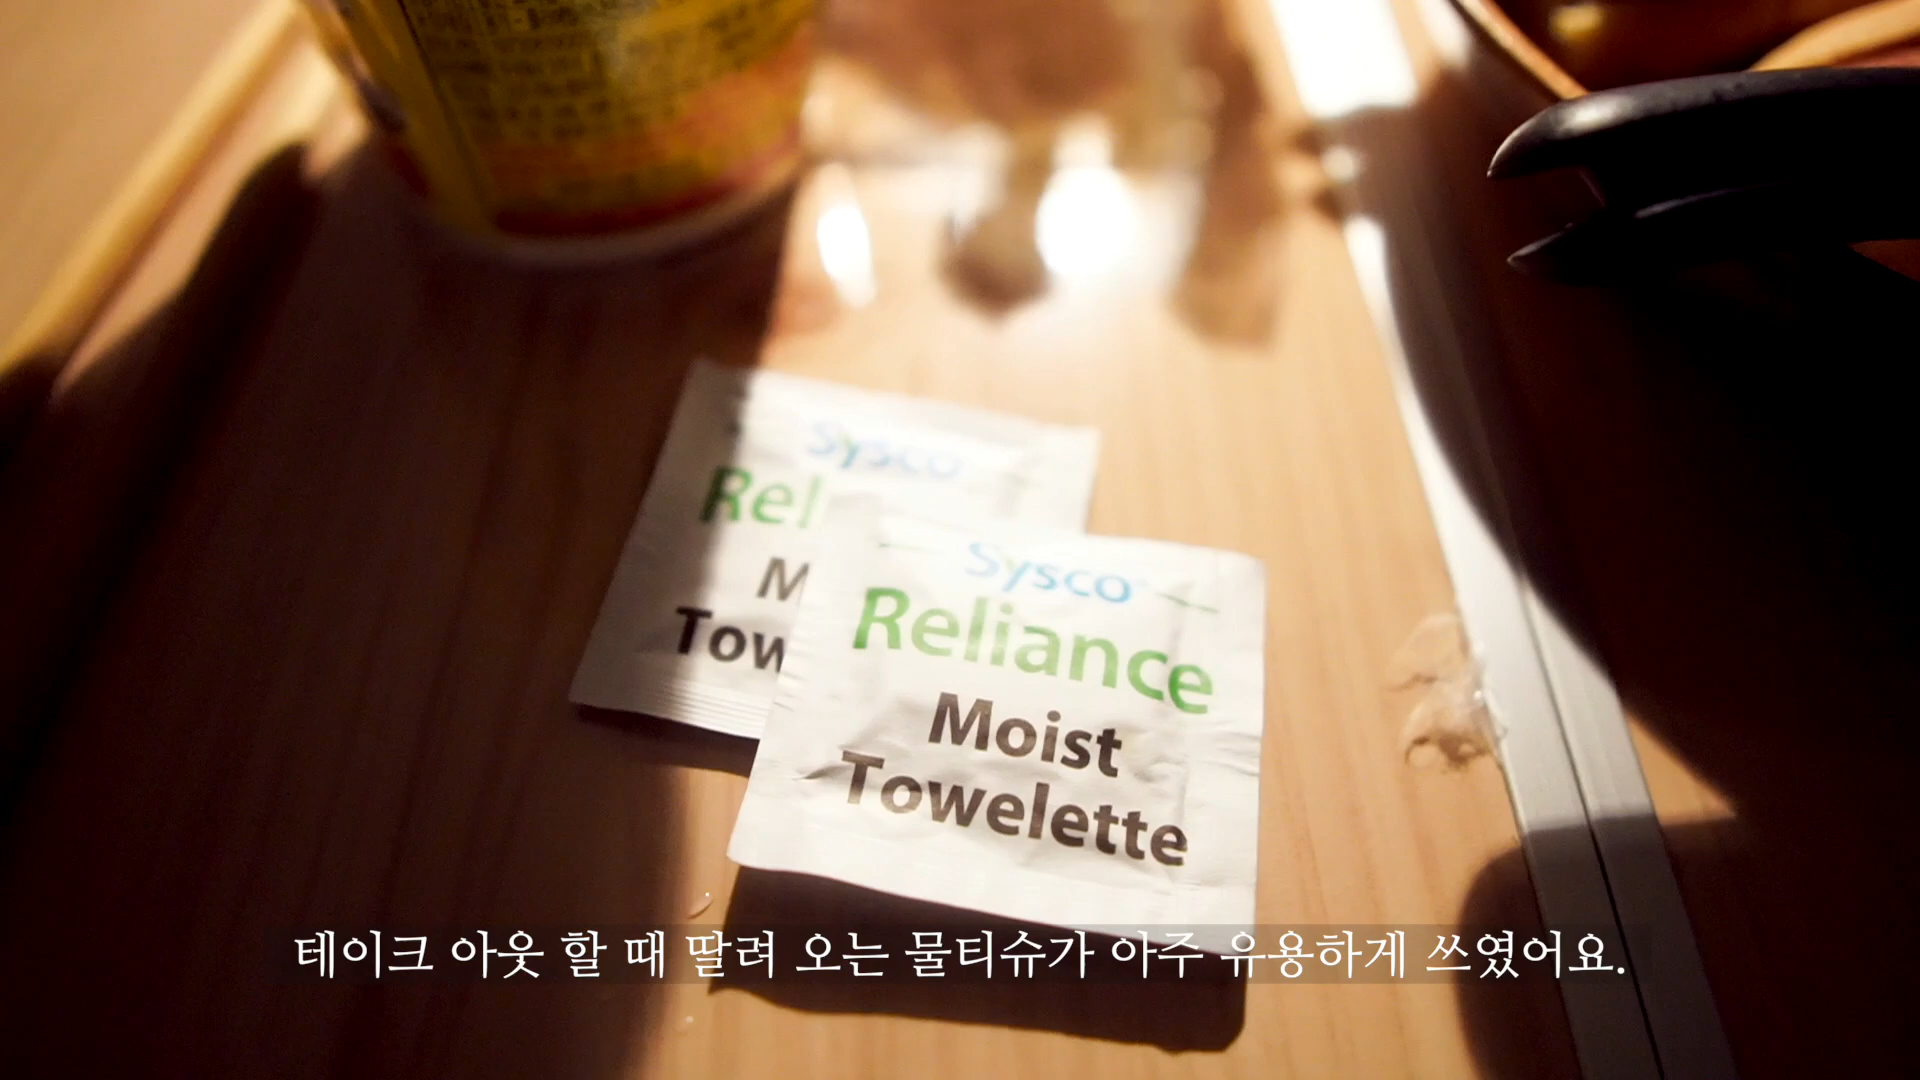 Sysco
Rel
M
Tow
Sysco
Reliance
Moist
Towelette
테이크 아웃 할 때 딸려 오는 물티슈가 아주 유용하게 쓰였어요.